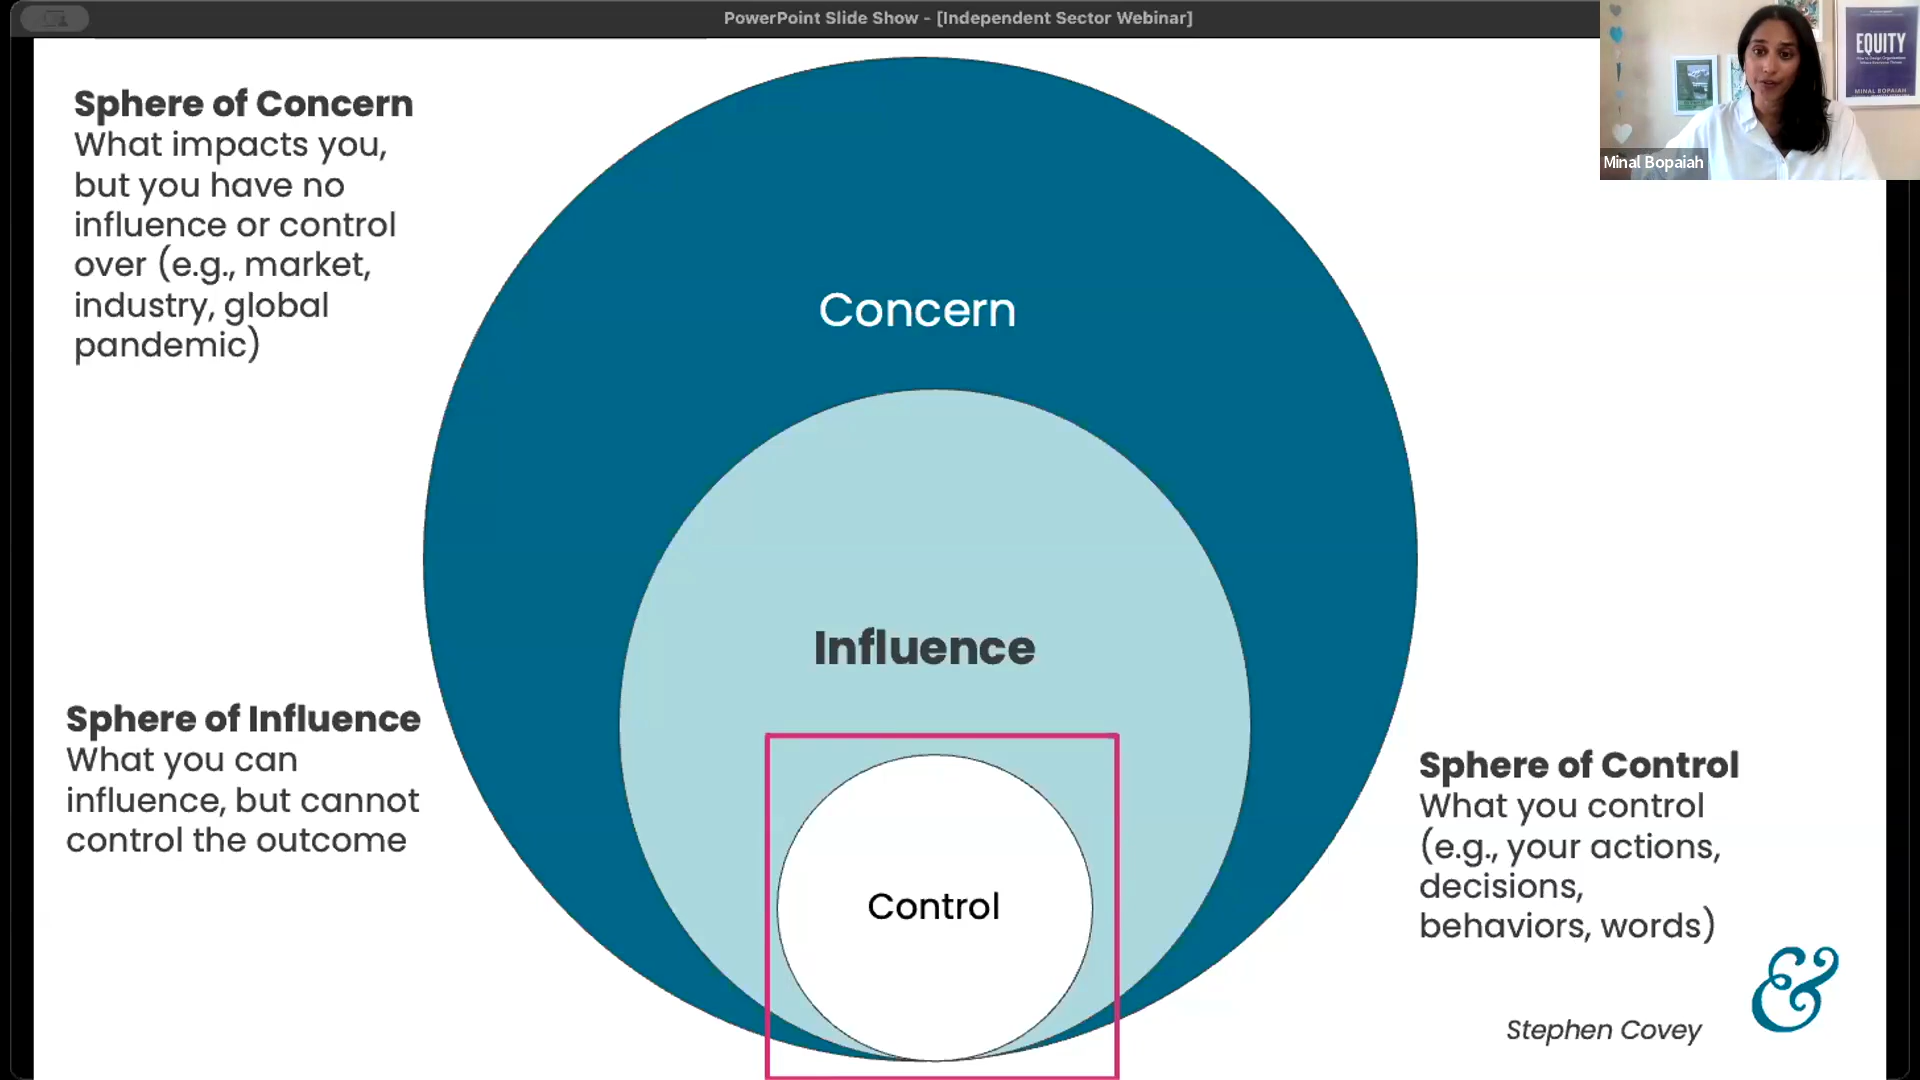 PowerPoint Slide Show - [Independent Sector Webinar]
EQUITY
MINAL BOPAIAH
Minal Bopaiah
Sphere of Concern
What impacts you,
but you have no
influence or control
over (e.g., market,
industry, global
pandemic)
Concern
Influence
Sphere of Influence
What you can
influence, but cannot
control the outcome
Control
Sphere of Control
What you control
(e.g., your actions,
decisions,
behaviors, words)
&
Stephen Covey